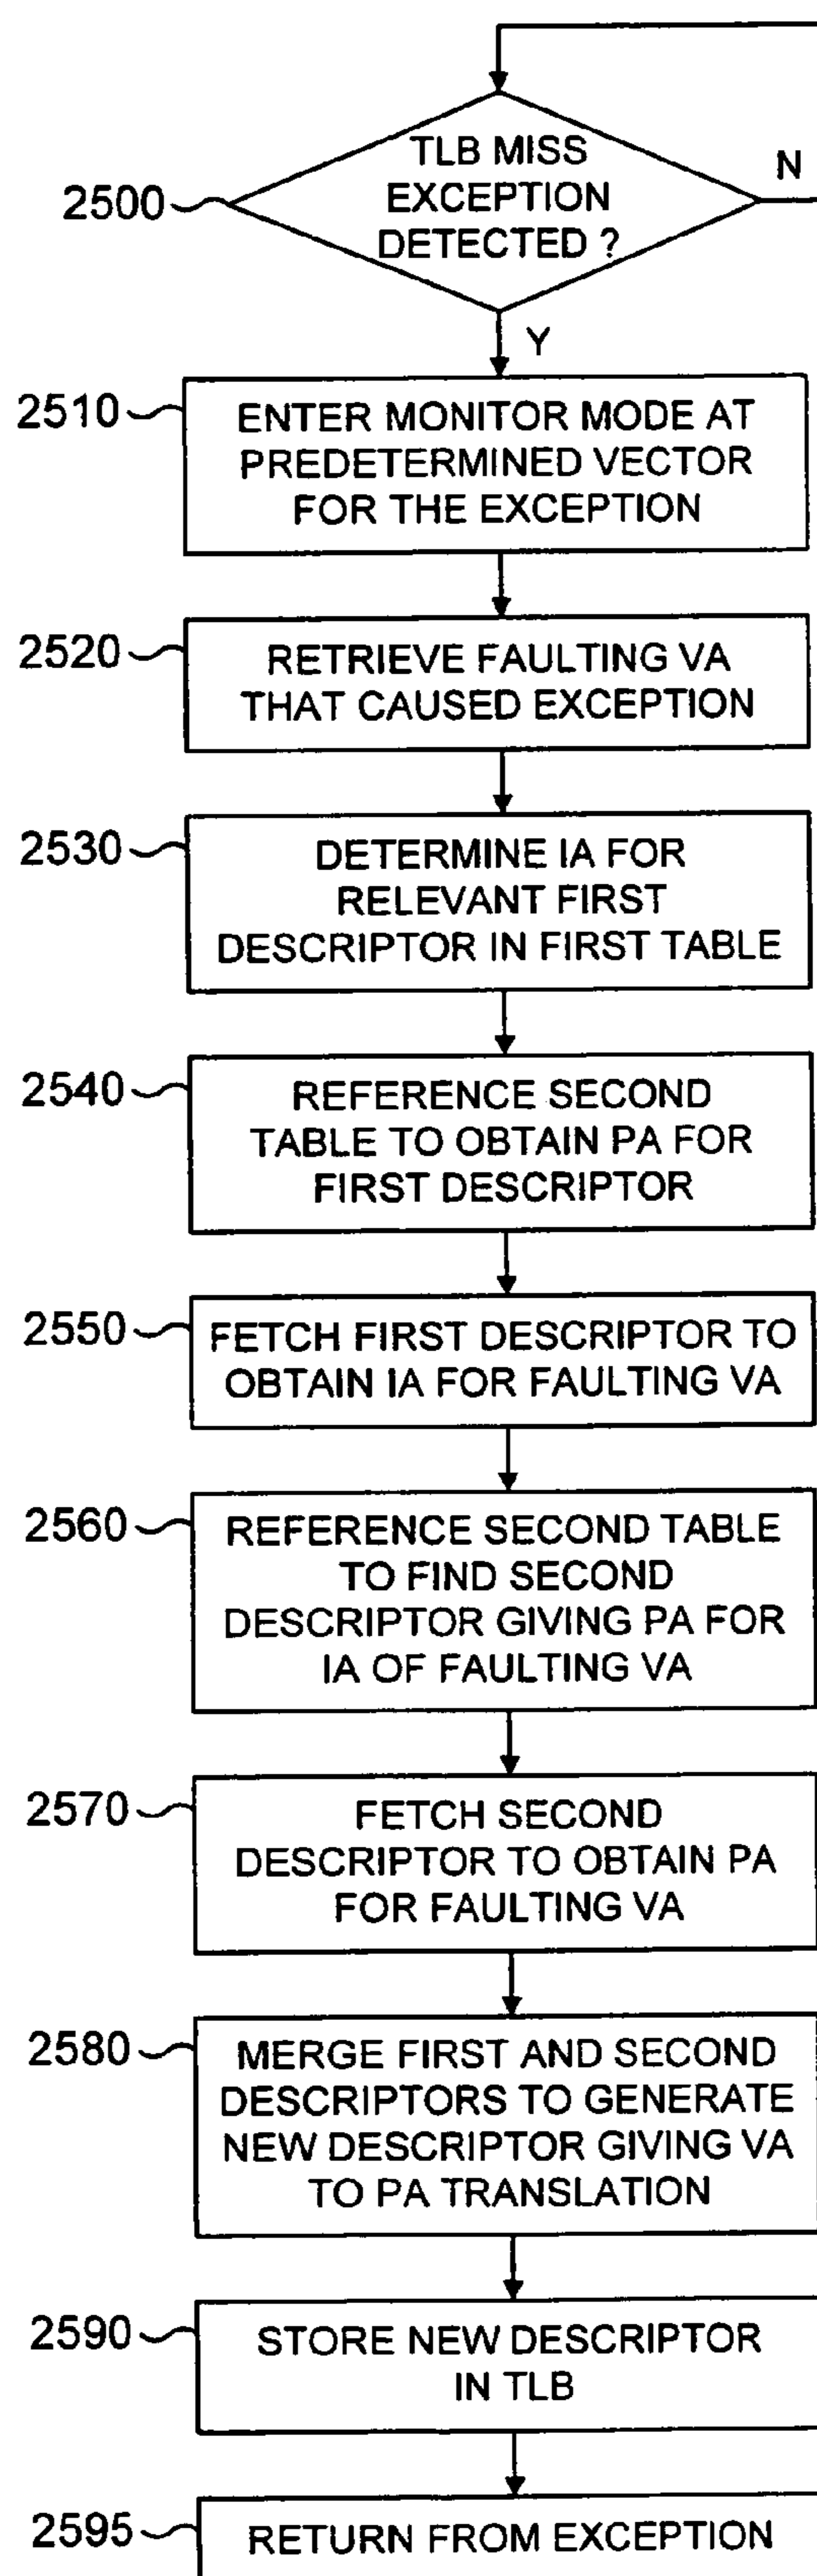 TLB MISS
EXCEPTION
DETECTED ?
N
2500
Y
2510
ENTER MONITOR MODE AT
PREDETERMINED VECTOR
FOR THE EXCEPTION
2520
RETRIEVE FAULTING VA
THAT CAUSED EXCEPTION
2530
DETERMINE IA FOR
RELEVANT FIRST
DESCRIPTOR IN FIRST TABLE
2540
REFERENCE SECOND
TABLE TO OBTAIN PA FOR
FIRST DESCRIPTOR
2550
FETCH FIRST DESCRIPTOR TO
OBTAIN IA FOR FAULTING VA
2560
REFERENCE SECOND TABLE
TO FIND SECOND
DESCRIPTOR GIVING PA FOR
IA OF FAULTING VA
2570
FETCH SECOND
DESCRIPTOR TO OBTAIN PA
FOR FAULTING VA
2580
MERGE FIRST AND SECOND
DESCRIPTORS TO GENERATE
NEW DESCRIPTOR GIVING VA
TO PA TRANSLATION
2590
STORE NEW DESCRIPTOR
IN TLB
2595
RETURN FROM EXCEPTION